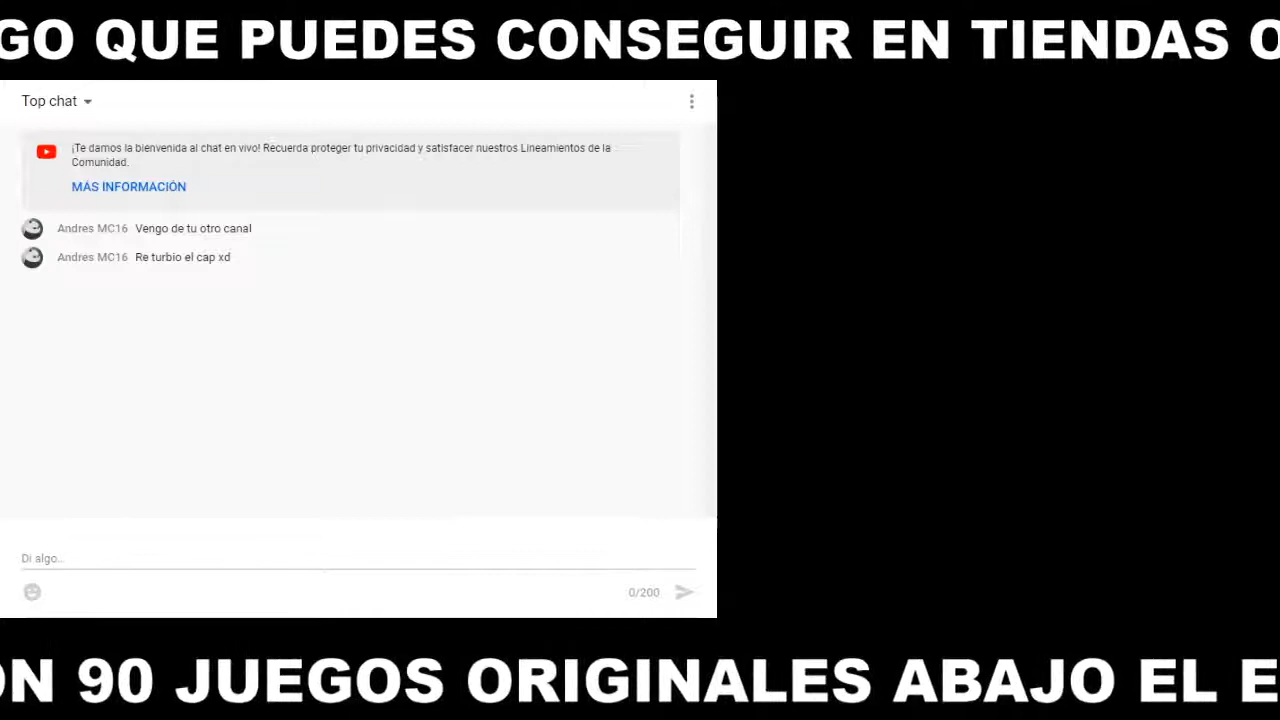 GO QUE PUEDES CONSEGUIR EN TIENDAS O
Top chat
¡Te damos la bienvenida al chat en vivo! Recuerda proteger tu privacidad y satisfacer nuestros Lineamientos de la
Comunidad.
MÁS INFORMACIÓN
Andres MC16 Vengo de tu otro canal
Andres MC16 Re turbio el cap xd
Di algo...
0/200
ON 90 JUEGOS ORIGINALES ABAJO EL E